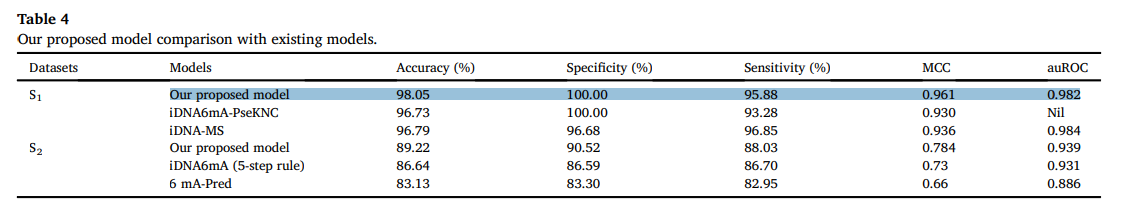 Table 4
Our proposed model comparison with existing models.
Datasets Models Accuracy (%) Specificity (%) Sensitivity (%) MCC auROC
S₁ Our proposed model 98.05 100.00 95.88 0.961 0.982
iDNA6mA-PseKNC 96.73 100.00 93.28 0.930 Nil
iDNA-MS 96.79 96.68 96.85 0.936 0.984
S₂ Our proposed model 89.22 90.52 88.03 0.784 0.939
iDNA6mA (5-step rule) 86.64 86.59 86.70 0.73 0.931
6 mA-Pred 83.13 83.30 82.95 0.66 0.886